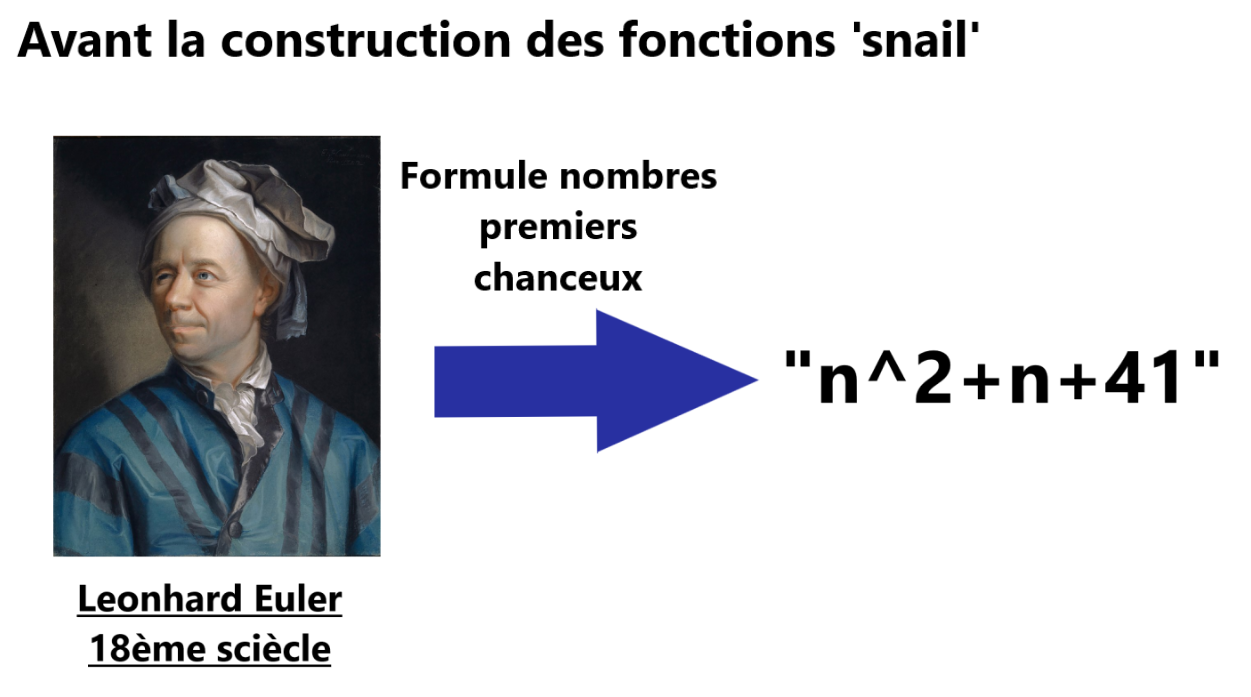 Avant la construction des fonctions 'snail'
Formule nombres
premiers
chanceux
"n^2+n+41"
Leonhard Euler
18ème sciècle